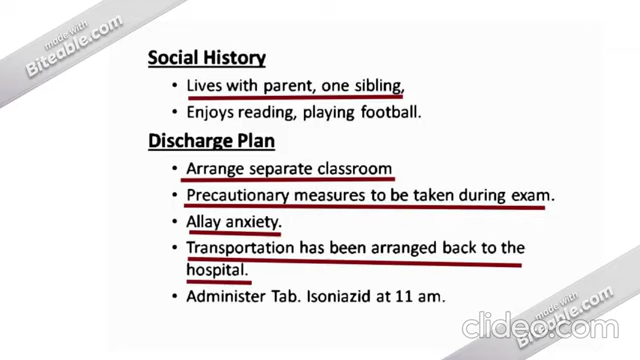 made with
Biteable.com
Social History
• Lives with parent, one sibling,
• Enjoys reading, playing football.
Discharge Plan
• Arrange separate classroom
• Precautionary measures to be taken during exam.
• Allay anxiety.
• Transportation has been arranged back to the
hospital.
• Administer Tab. Isoniazid at 11 am.
clideo.com
made with
Biteable.com